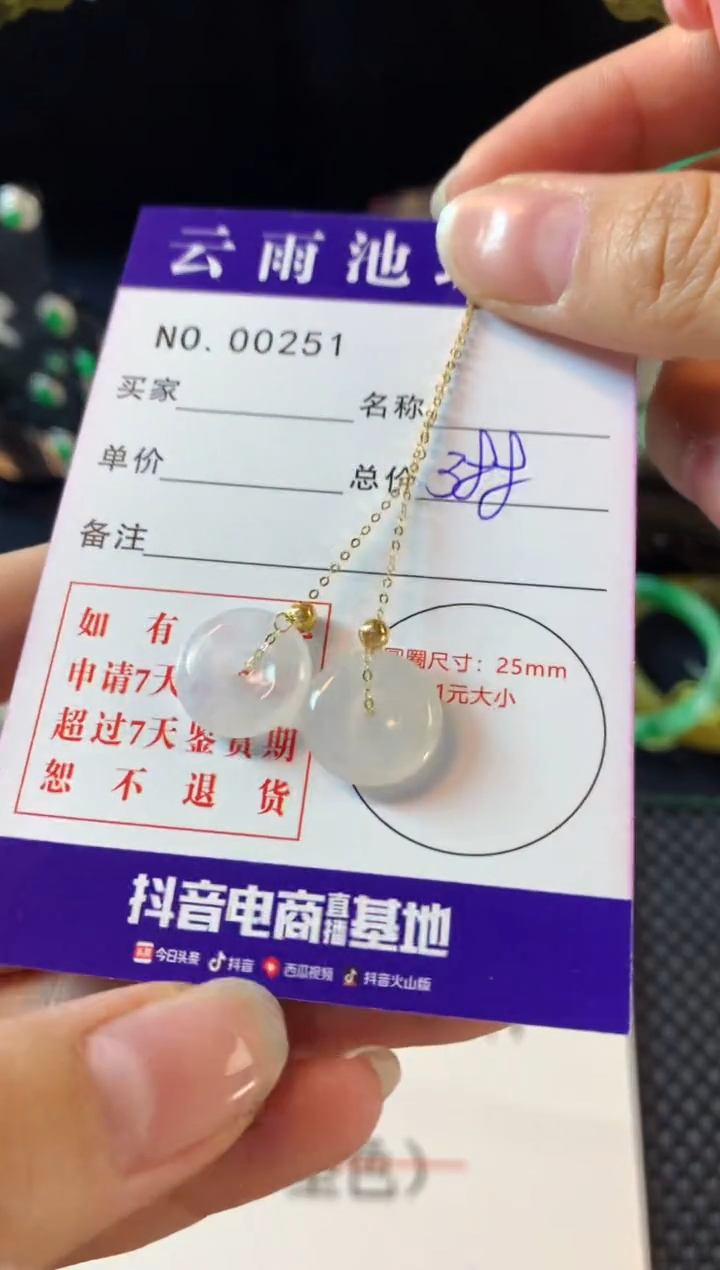 云雨池
NO. 00251
买家 名称
单价 总价
备注
如有
申请7天
超过7天鉴赏期
恕不退货
圆圈尺寸：25mm
1元大小
抖音电商直播基地
今日头条 抖音 西瓜视频 抖音火山版
色）